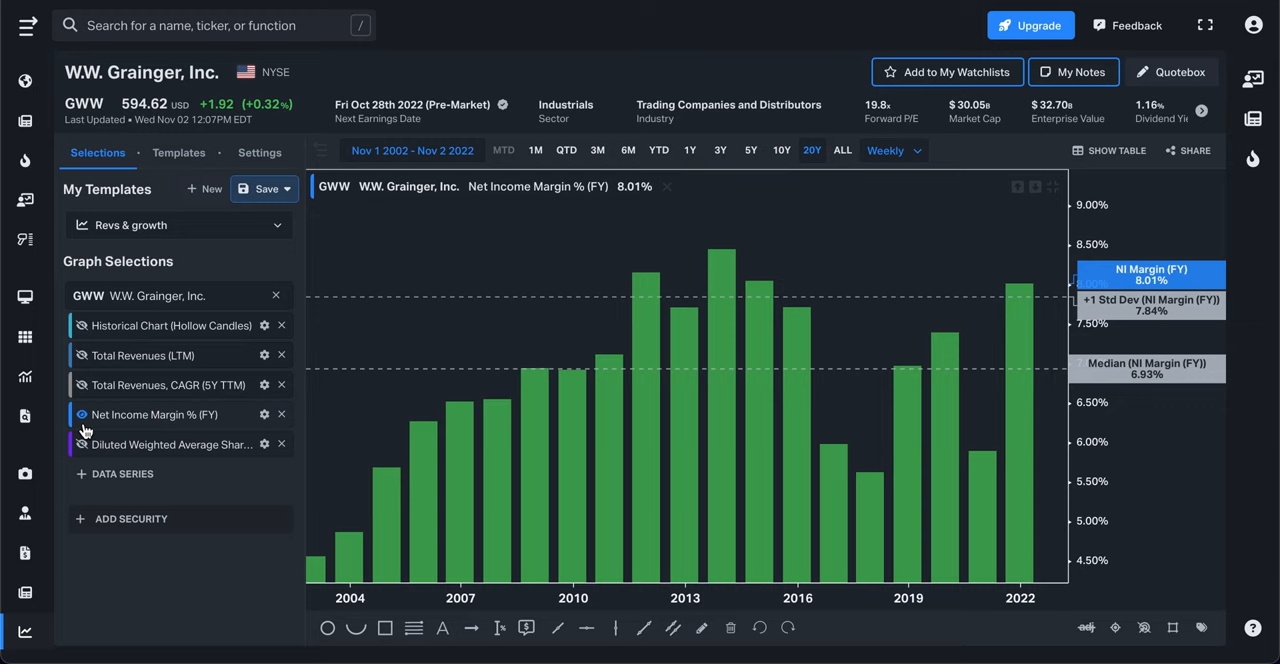 Search for a name, ticker, or function
/
Upgrade
Feedback
W.W. Grainger, Inc.
NYSE
Add to My Watchlists
My Notes
Quotebox
GWW 594.62 USD +1.92 (+0.32%)
Last Updated • Wed Nov 02 12:07PM EDT
Fri Oct 28th 2022 (Pre-Market)
Next Earnings Date
Industrials
Sector
Trading Companies and Distributors
Industry
19.8x
Forward P/E
$ 30.05B
Market Cap
$ 32.70B
Enterprise Value
1.16%
Dividend Yie
Selections • Templates • Settings
Nov 1 2002 - Nov 2 2022
MTD 1M QTD 3M 6M YTD 1Y 3Y 5Y 10Y 20Y ALL
Weekly
SHOW TABLE
SHARE
My Templates
+ New
Save
Revs & growth
Graph Selections
GWW W.W. Grainger, Inc.
Historical Chart (Hollow Candles)
Total Revenues (LTM)
Total Revenues, CAGR (5Y TTM)
Net Income Margin % (FY)
Diluted Weighted Average Shar...
+ DATA SERIES
+ ADD SECURITY
GWW W.W. Grainger, Inc. Net Income Margin % (FY) 8.01%
9.00%
8.50%
NI Margin (FY)
8.01%
8.00%
+1 Std Dev (NI Margin (FY))
7.84%
7.50%
Median (NI Margin (FY))
6.93%
6.50%
6.00%
5.50%
5.00%
4.50%
2004 2007 2010 2013 2016 2019 2022
A
%
$
adj
?